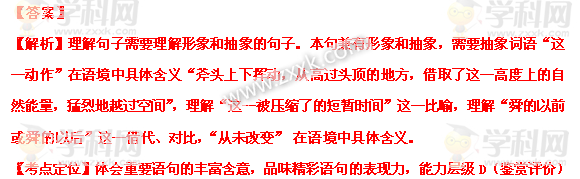 【答案】
【解析】理解句子需要理解形象和抽象的句子。本句兼有形象和抽象，需要抽象词语“这
一动作”在语境中具体含义“斧头上下挥动，从高过头顶的地方，借取了这一高度上的自
然能量，猛烈地越过空间”，理解“这一被压缩了的短暂时间”这一比喻，理解“舜的以前
或舜的以后”这一借代、对比，“从未改变” 在语境中具体含义。
【考点定位】体会重要语句的丰富含意，品味精彩语句的表现力，能力层级 D（鉴赏评价）